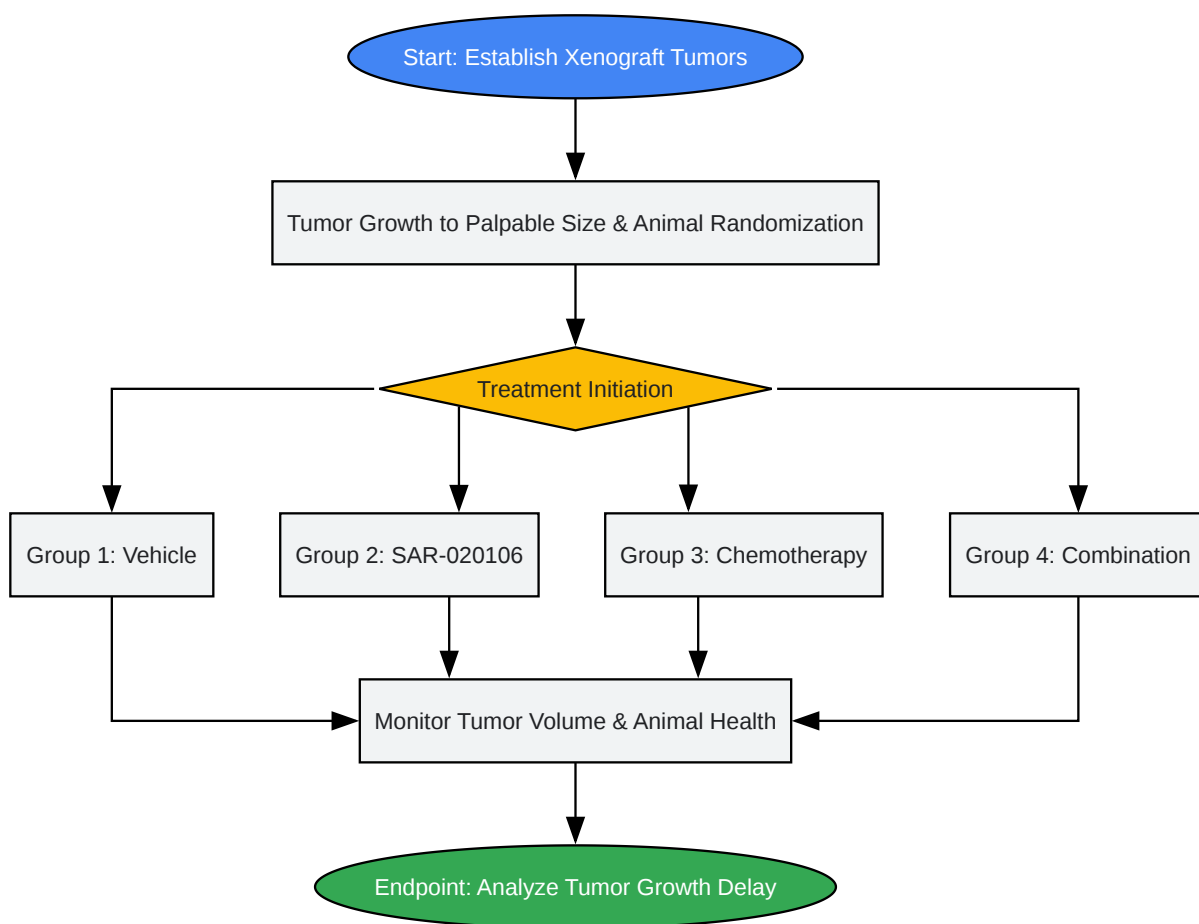 Start: Establish Xenograft Tumors
Tumor Growth to Palpable Size & Animal Randomization
Treatment Initiation
Group 1: Vehicle
Group 2: SAR-020106
Group 3: Chemotherapy
Group 4: Combination
Monitor Tumor Volume & Animal Health
Endpoint: Analyze Tumor Growth Delay